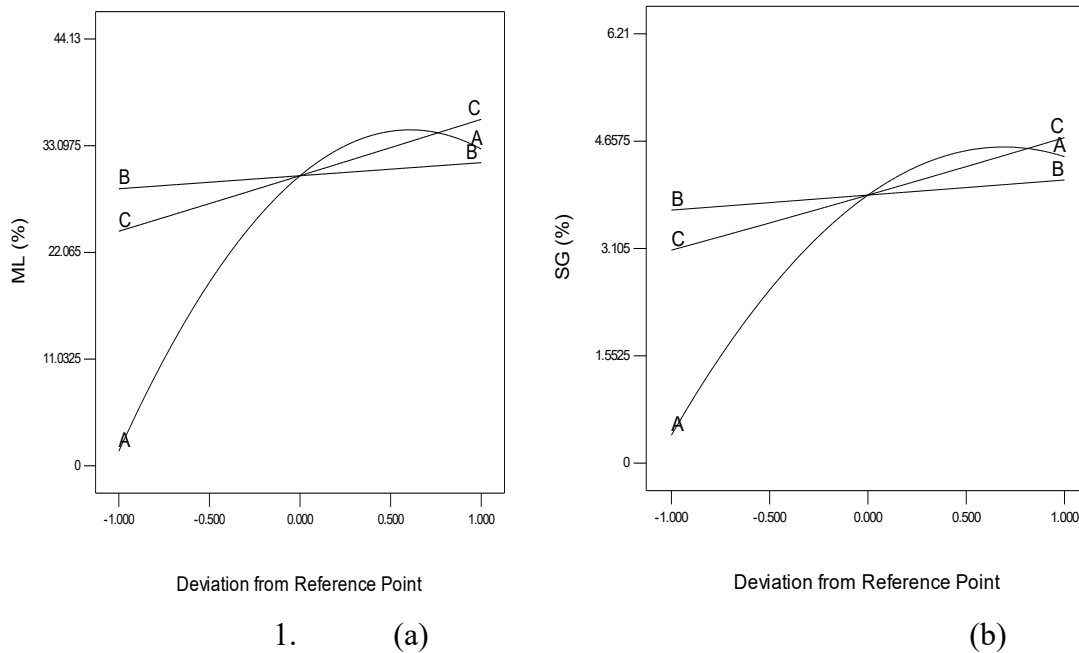 44.13
33.0975
22.065
11.0325
0
ML (%)
B
C
A
C
A
B
-1.000 -0.500 0.000 0.500 1.000
Deviation from Reference Point
6.21
4.6575
3.105
1.5525
0
SG (%)
B
C
A
C
A
B
-1.000 -0.500 0.000 0.500 1.000
Deviation from Reference Point
1. (a) (b)